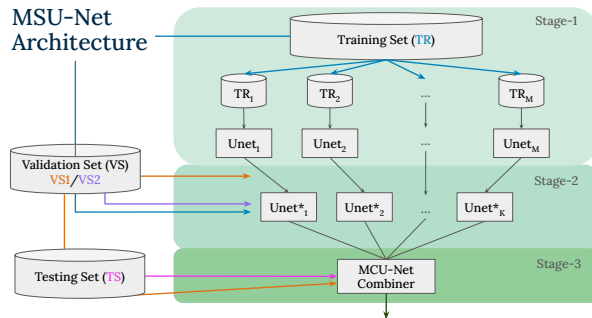 MSU-Net
Architecture
Stage-1
Training Set (TR)
TR1
TR2
...
TRM
Unet1
Unet2
...
UnetM
Validation Set (VS)
VS1/VS2
Stage-2
Unet*1
Unet*2
...
Unet*K
Stage-3
Testing Set (TS)
MCU-Net
Combiner